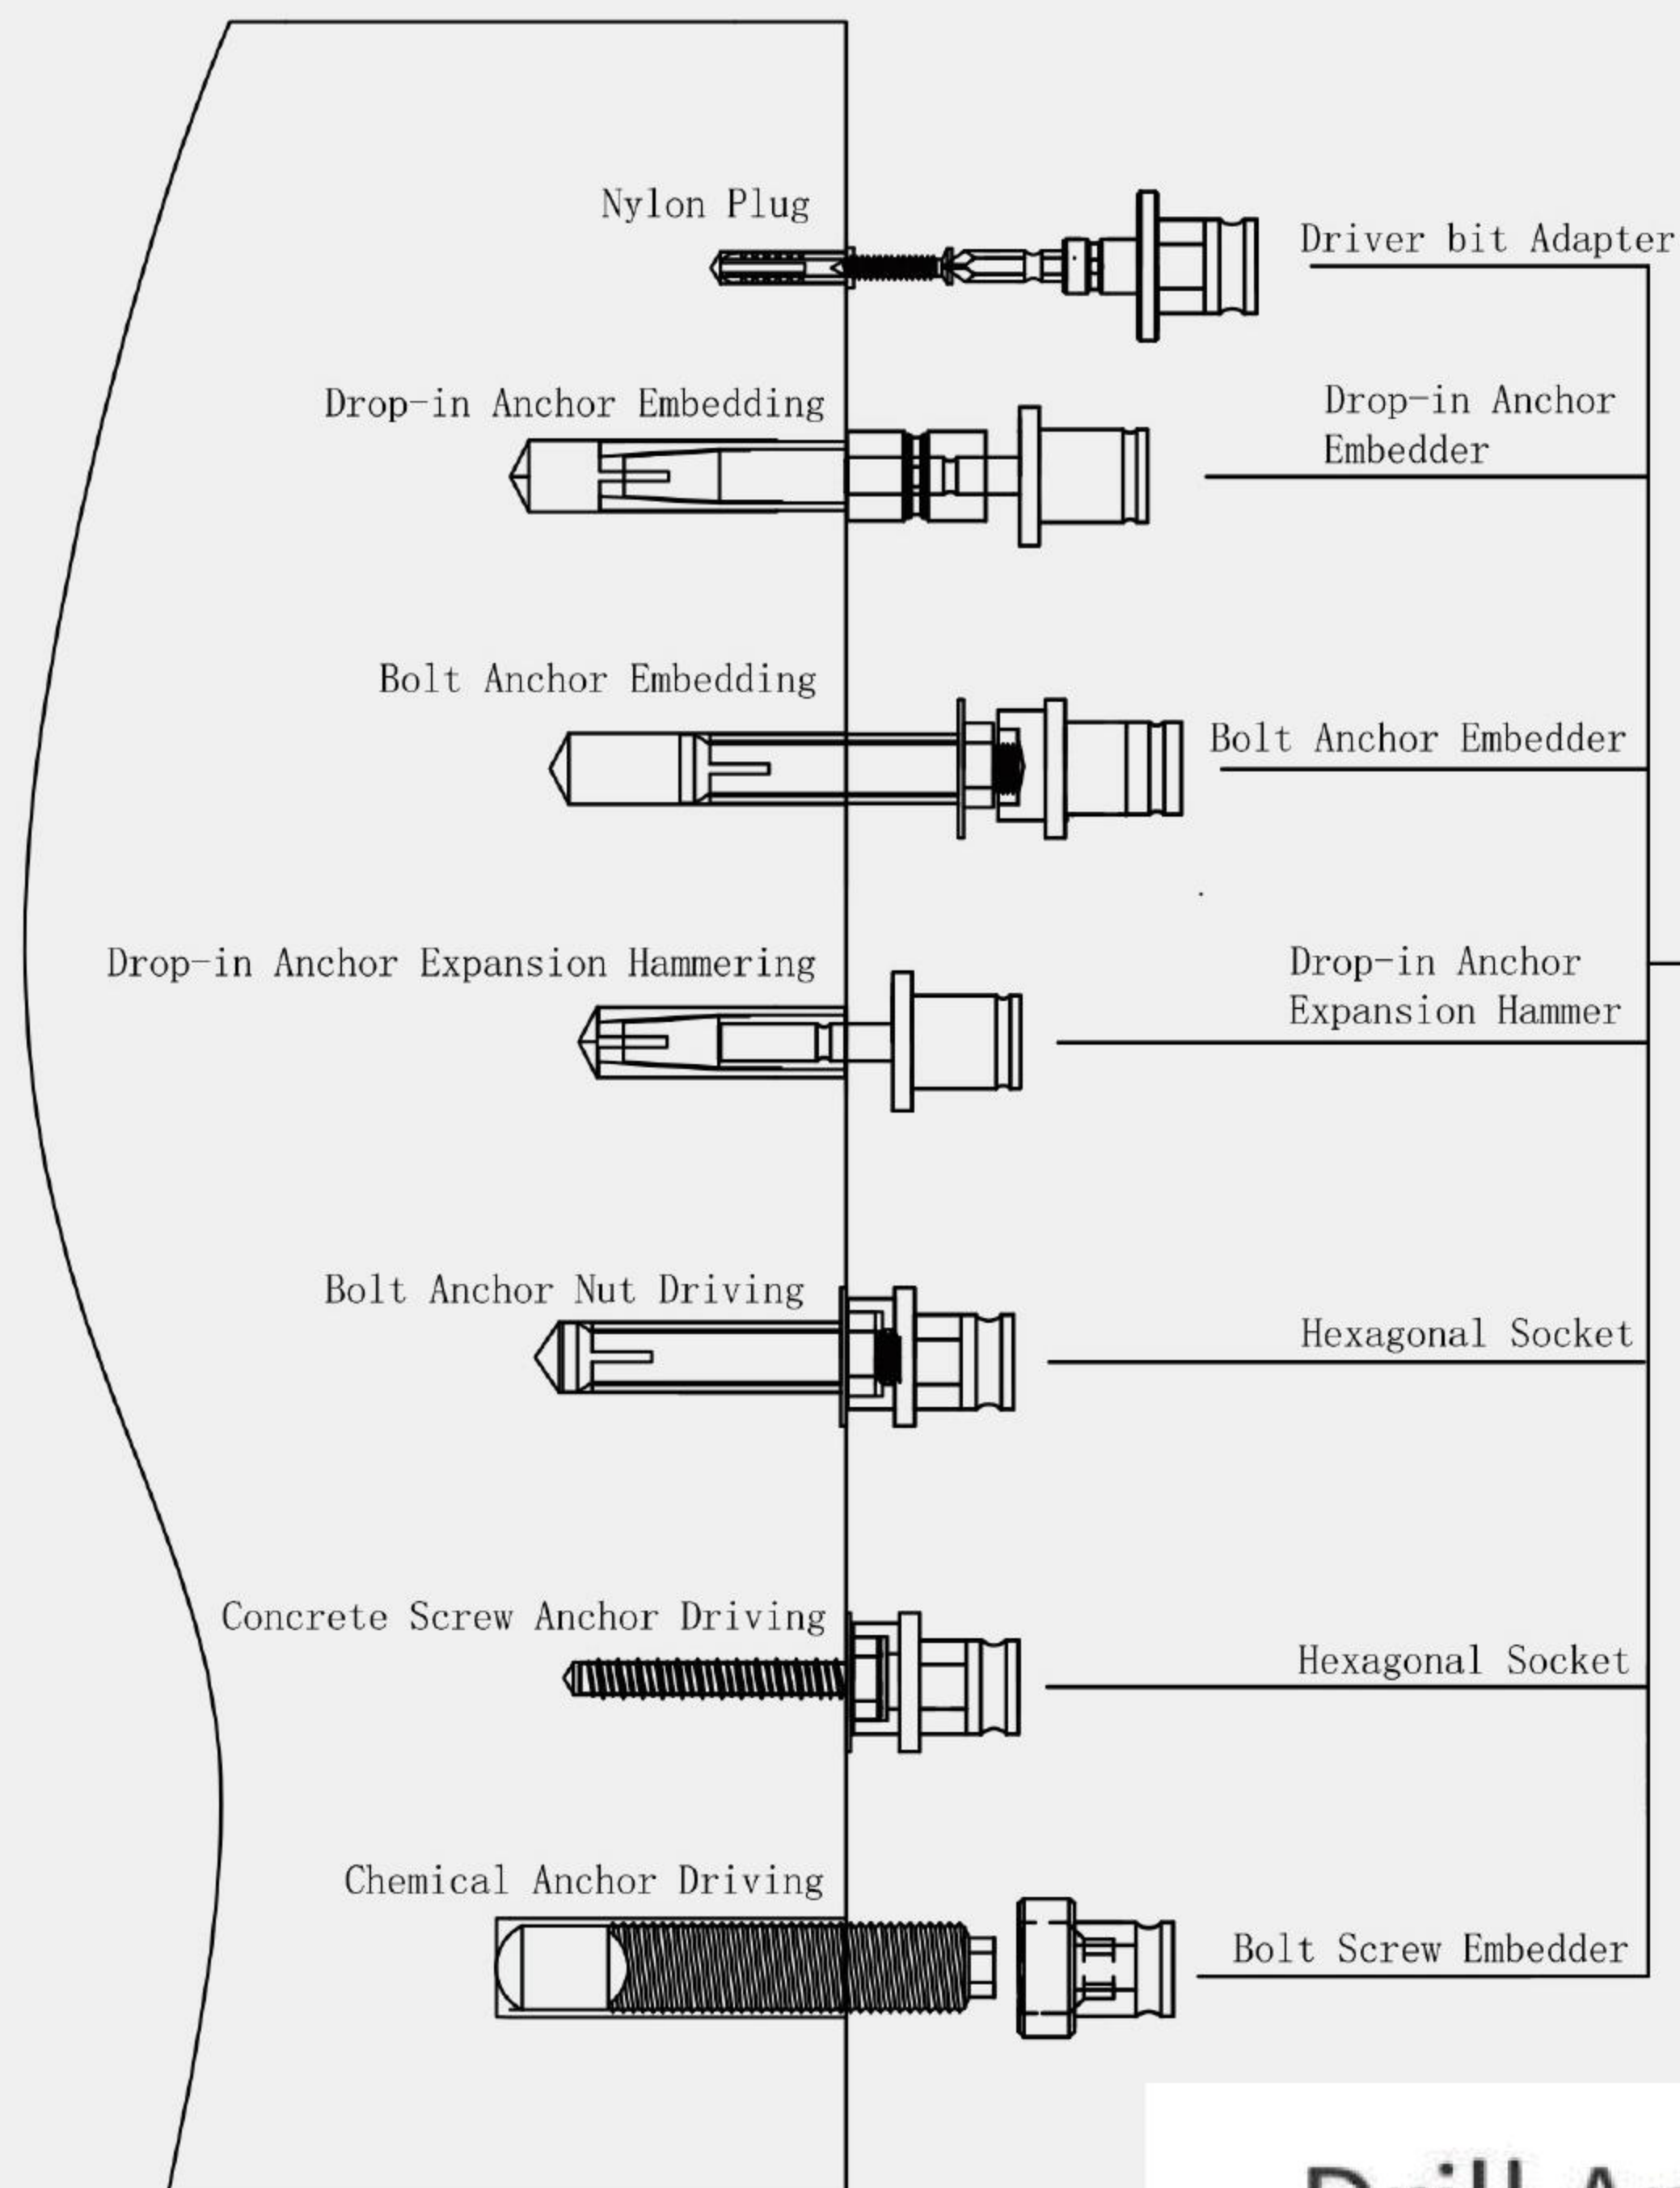 Nylon Plug
Driver bit Adapter
Drop-in Anchor Embedding
Drop-in Anchor
Embedder
Bolt Anchor Embedding
Bolt Anchor Embedder
Drop-in Anchor Expansion Hammering
Drop-in Anchor
Expansion Hammer
Bolt Anchor Nut Driving
Hexagonal Socket
Concrete Screw Anchor Driving
Hexagonal Socket
Chemical Anchor Driving
Bolt Screw Embedder